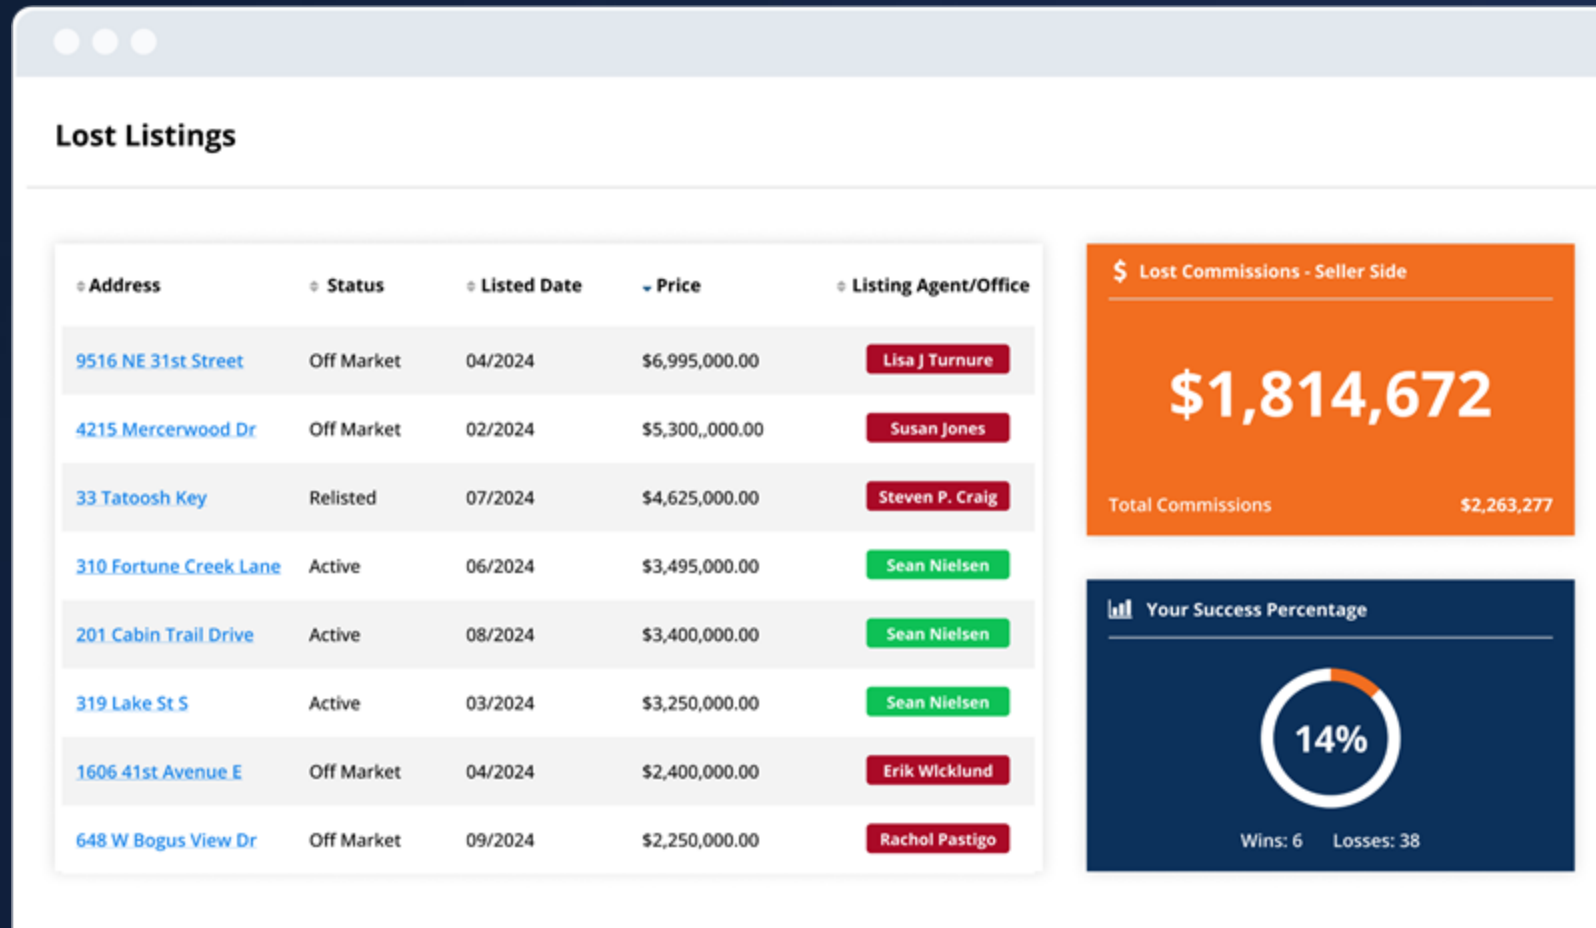 Lost Listings
Address Status Listed Date Price Listing Agent/Office
9516 NE 31st Street Off Market 04/2024 $6,995,000.00 Lisa J Turnure
4215 Mercerwood Dr Off Market 02/2024 $5,300,,000.00 Susan Jones
33 Tatoosh Key Relisted 07/2024 $4,625,000.00 Steven P. Craig
310 Fortune Creek Lane Active 06/2024 $3,495,000.00 Sean Nielsen
201 Cabin Trail Drive Active 08/2024 $3,400,000.00 Sean Nielsen
319 Lake St S Active 03/2024 $3,250,000.00 Sean Nielsen
1606 41st Avenue E Off Market 04/2024 $2,400,000.00 Erik WIcklund
648 W Bogus View Dr Off Market 09/2024 $2,250,000.00 Rachol Pastigo
$ Lost Commissions - Seller Side
$1,814,672
Total Commissions $2,263,277
Your Success Percentage
14%
Wins: 6 Losses: 38